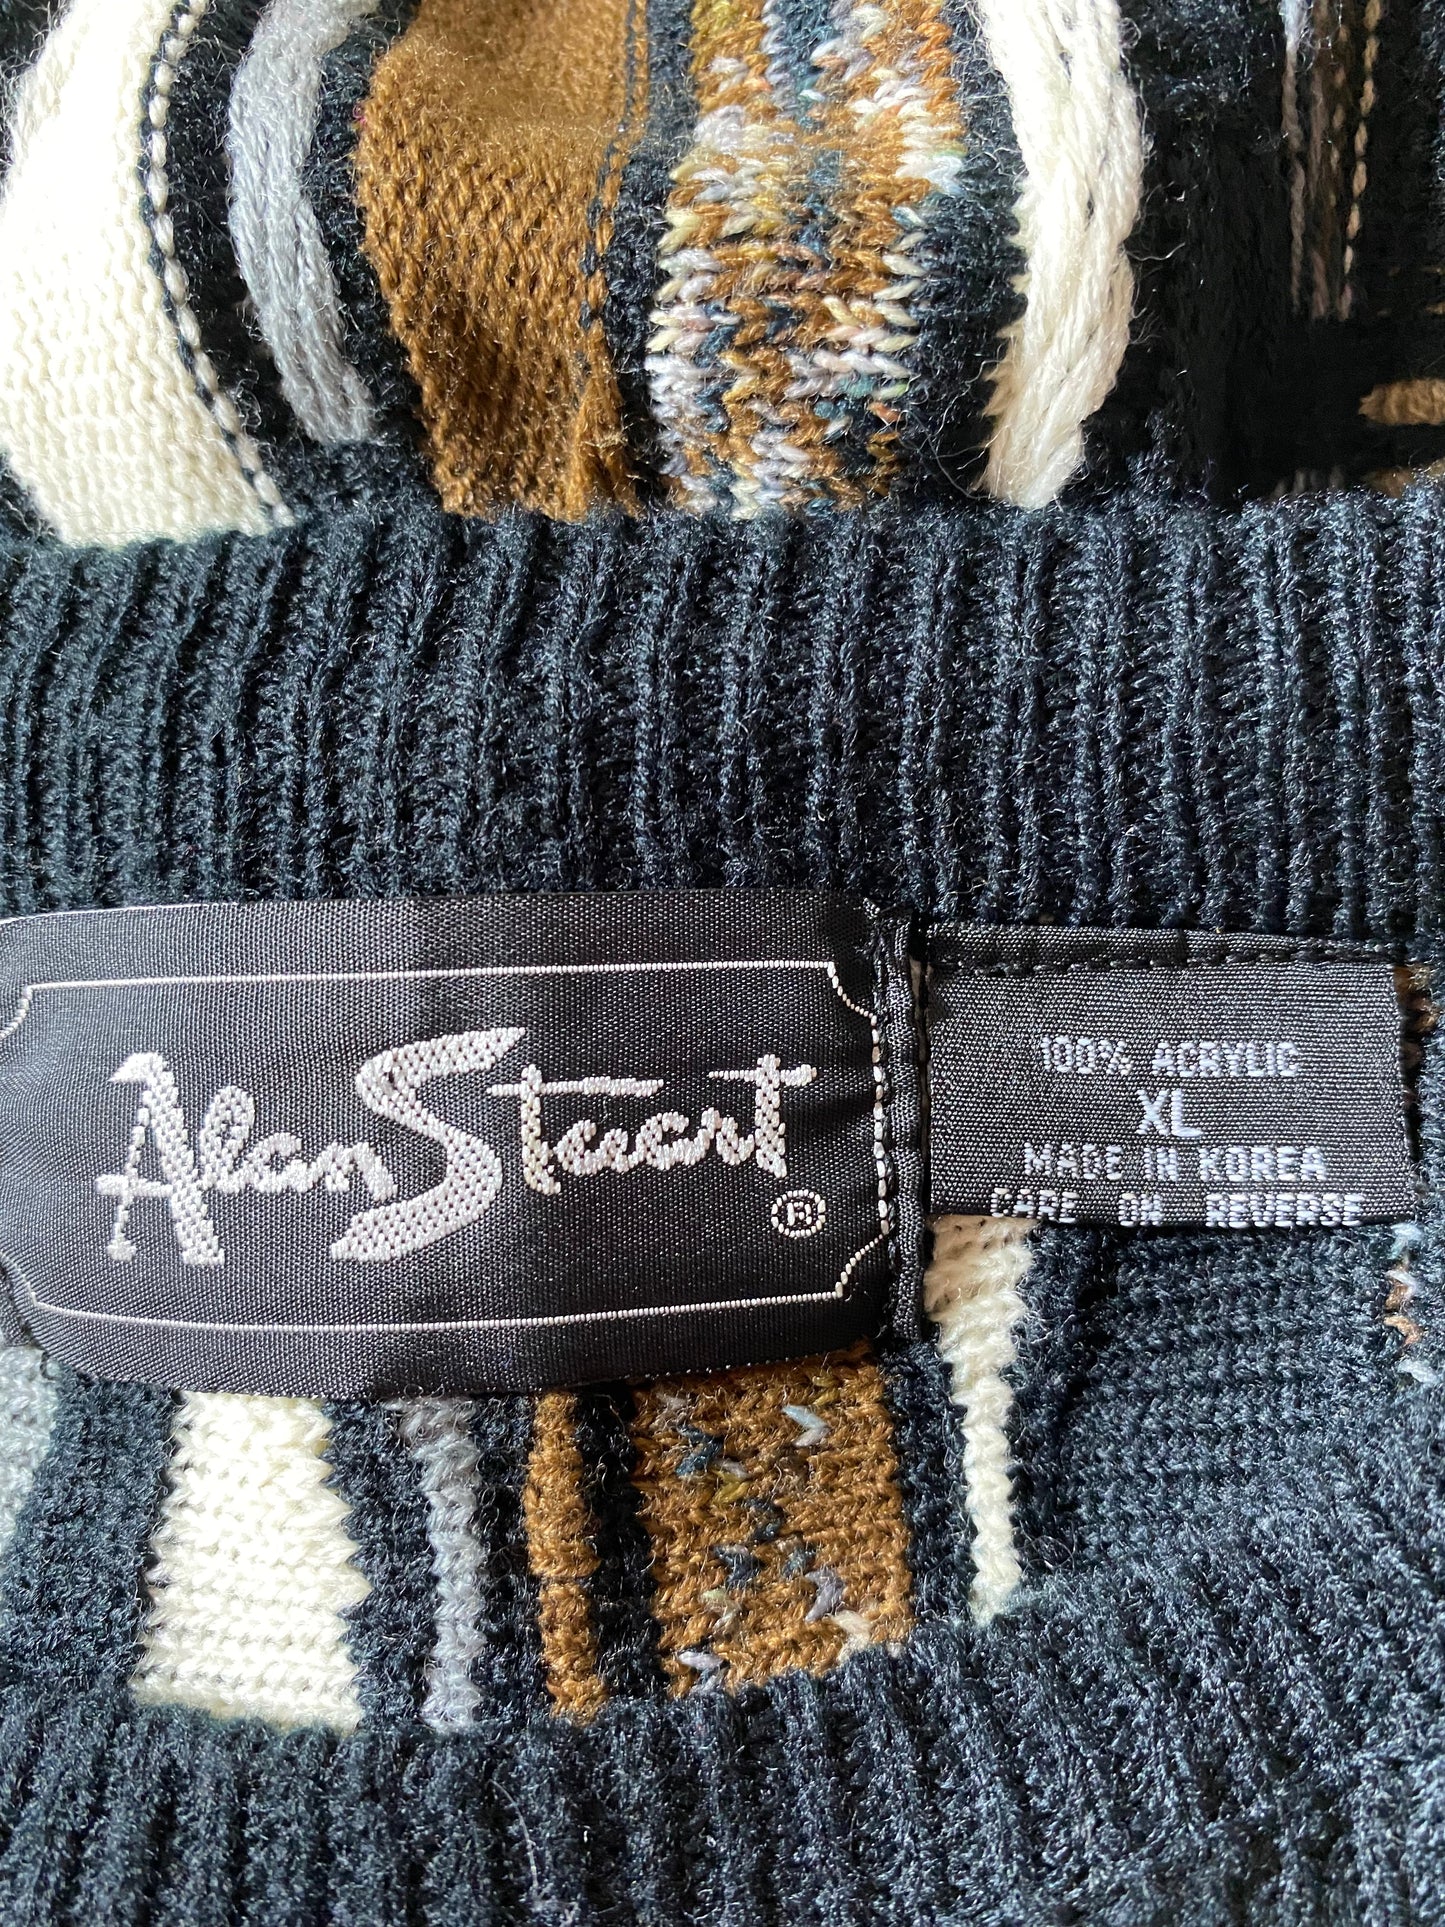 Alan Stuart ®
100% ACRYLIC
XL
MADE IN KOREA
CARE ON REVERSE